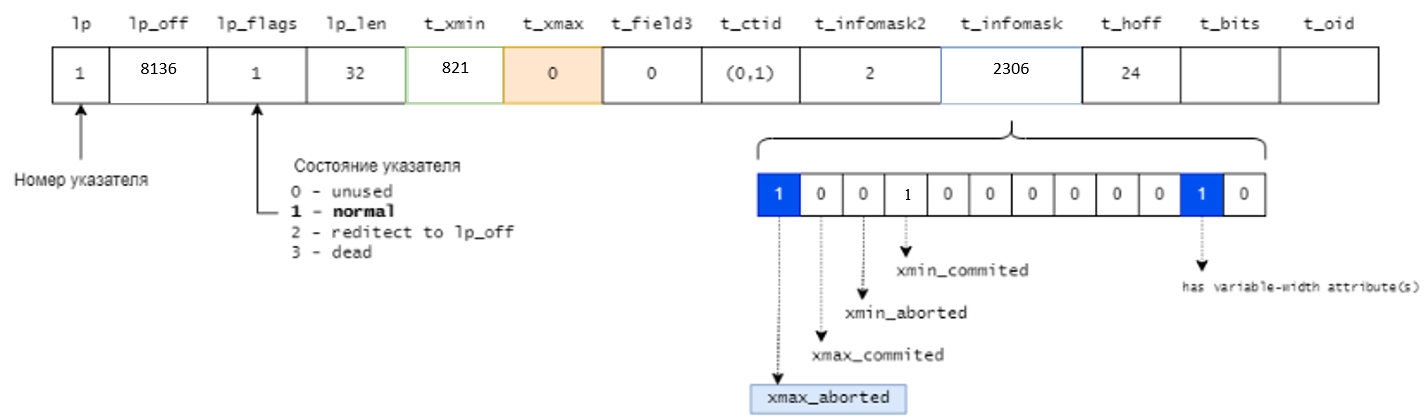 lp lp_off lp_flags lp_len t_xmin t_xmax t_field3 t_ctid t_infomask2 t_infomask t_hoff t_bits t_oid
1 8136 1 32 821 0 0 (0,1) 2 2306 24
Номер указателя
Состояние указателя
0 - unused
1 - normal
2 - reditect to lp_off
3 - dead
1 0 0 1 0 0 0 0 0 0 1 0
xmin_commited
has variable-width attribute(s)
xmin_aborted
xmax_commited
xmax_aborted